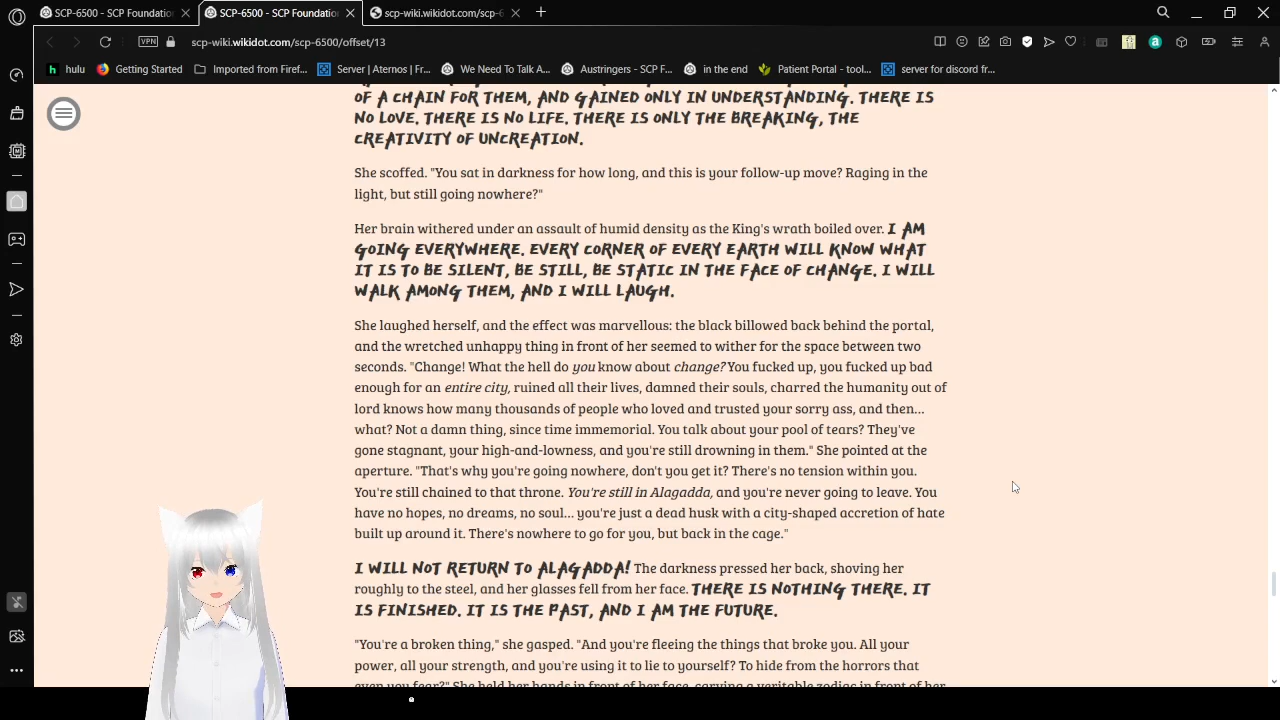 SCP-6500 - SCP Foundatio
SCP-6500 - SCP Foundation
scp-wiki.wikidot.com/scp-6
VPN
scp-wiki.wikidot.com/scp-6500/offset/13
hulu
Getting Started
Imported from Firef...
Server | Aternos | Fr...
We Need To Talk A...
Austringers - SCP F...
in the end
Patient Portal - tool...
server for discord fr...
OF A CHAIN FOR THEM, AND GAINED ONLY IN UNDERSTANDING. THERE IS
NO LOVE. THERE IS NO LIFE. THERE IS ONLY THE BREAKING, THE
CREATIVITY OF UNCREATION.
She scoffed. "You sat in darkness for how long, and this is your follow-up move? Raging in the
light, but still going nowhere?"
Her brain withered under an assault of humid density as the King's wrath boiled over. I AM
GOING EVERYWHERE. EVERY CORNER OF EVERY EARTH WILL KNOW WHAT
IT IS TO BE SILENT, BE STILL, BE STATIC IN THE FACE OF CHANGE. I WILL
WALK AMONG THEM, AND I WILL LAUGH.
She laughed herself, and the effect was marvellous: the black billowed back behind the portal,
and the wretched unhappy thing in front of her seemed to wither for the space between two
seconds. "Change! What the hell do you know about change? You fucked up, you fucked up bad
enough for an entire city, ruined all their lives, damned their souls, charred the humanity out of
lord knows how many thousands of people who loved and trusted your sorry ass, and then...
what? Not a damn thing, since time immemorial. You talk about your pool of tears? They've
gone stagnant, your high-and-lowness, and you're still drowning in them." She pointed at the
aperture. "That's why you're going nowhere, don't you get it? There's no tension within you.
You're still chained to that throne. You're still in Alagadda, and you're never going to leave. You
have no hopes, no dreams, no soul... you're just a dead husk with a city-shaped accretion of hate
built up around it. There's nowhere to go for you, but back in the cage."
I WILL NOT RETURN TO ALAGADDA! The darkness pressed her back, shoving her
roughly to the steel, and her glasses fell from her face. THERE IS NOTHING THERE. IT
IS FINISHED. IT IS THE PAST, AND I AM THE FUTURE.
"You're a broken thing," she gasped. "And you're fleeing the things that broke you. All your
power, all your strength, and you're using it to lie to yourself? To hide from the horrors that
even you fear?" She held her hands in front of her face, carving a veritable zodiac in front of her